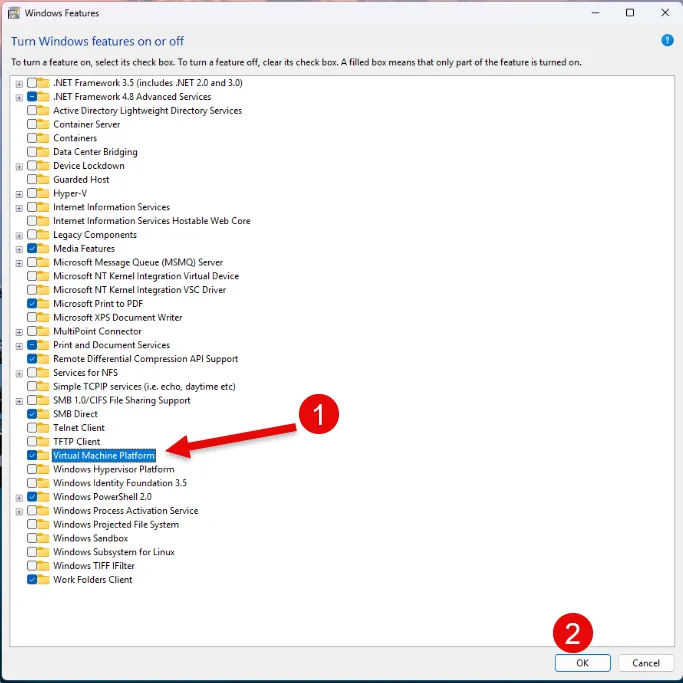 Windows Features
Turn Windows features on or off
?
To turn a feature on, select its check box. To turn a feature off, clear its check box. A filled box means that only part of the feature is turned on.
.NET Framework 3.5 (includes .NET 2.0 and 3.0)
.NET Framework 4.8 Advanced Services
Active Directory Lightweight Directory Services
Container Server
Containers
Data Center Bridging
Device Lockdown
Guarded Host
Hyper-V
Internet Information Services
Internet Information Services Hostable Web Core
Legacy Components
Media Features
Microsoft Message Queue (MSMQ) Server
Microsoft NT Kernel Integration Virtual Device
Microsoft NT Kernel Integration VSC Driver
Microsoft Print to PDF
Microsoft XPS Document Writer
MultiPoint Connector
Print and Document Services
Remote Differential Compression API Support
Services for NFS
Simple TCPIP services (i.e. echo, daytime etc)
SMB 1.0/CIFS File Sharing Support
SMB Direct
1
Telnet Client
TFTP Client
Virtual Machine Platform
Windows Hypervisor Platform
Windows Identity Foundation 3.5
Windows PowerShell 2.0
Windows Process Activation Service
Windows Projected File System
Windows Sandbox
Windows Subsystem for Linux
Windows TIFF IFilter
Work Folders Client
2
OK
Cancel